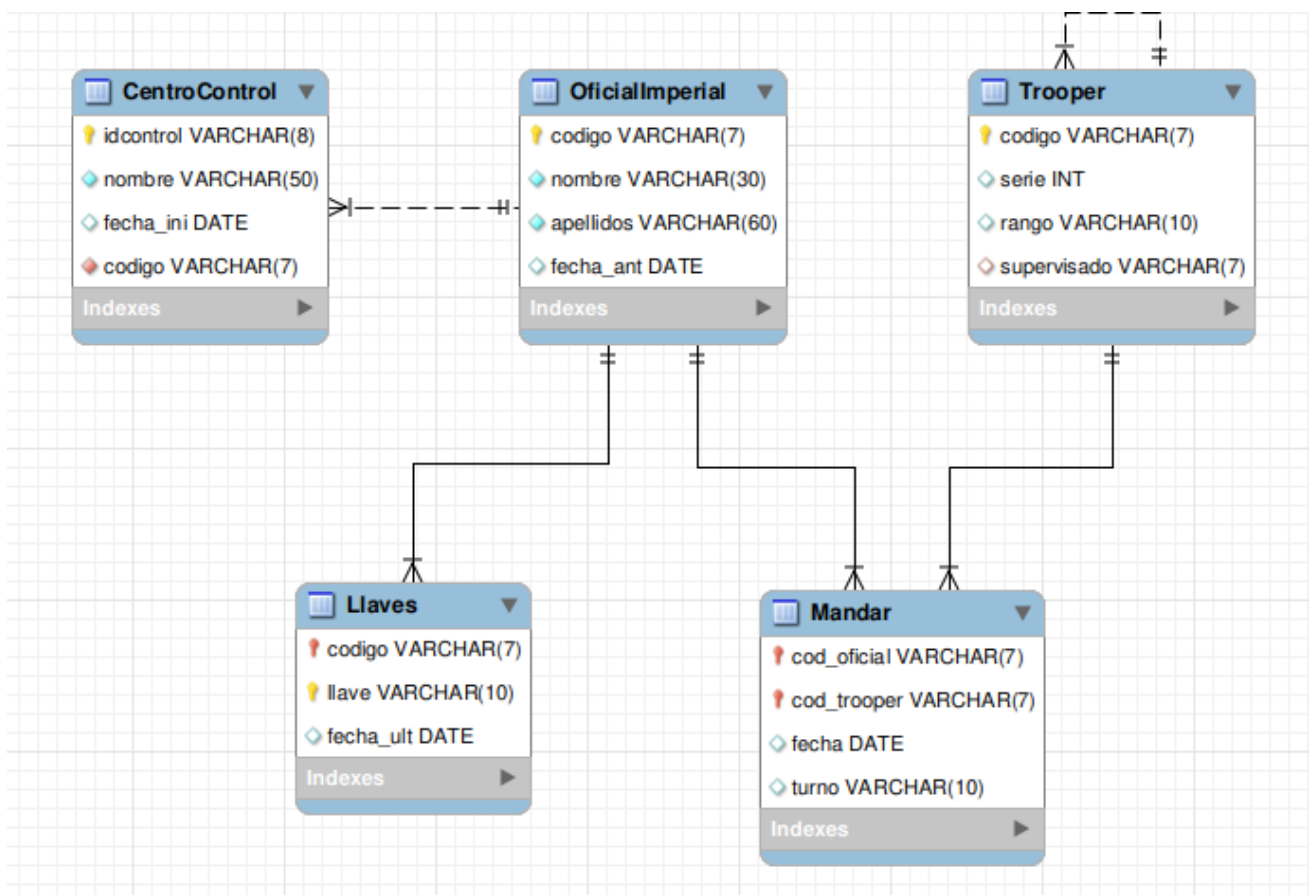 CentroControl
idcontrol VARCHAR(8)
nombre VARCHAR(50)
fecha_ini DATE
codigo VARCHAR(7)
Indexes
OficialImperial
codigo VARCHAR(7)
nombre VARCHAR(30)
apellidos VARCHAR(60)
fecha_ant DATE
Indexes
Trooper
codigo VARCHAR(7)
serie INT
rango VARCHAR(10)
supervisado VARCHAR(7)
Indexes
Llaves
codigo VARCHAR(7)
llave VARCHAR(10)
fecha_ult DATE
Indexes
Mandar
cod_oficial VARCHAR(7)
cod_trooper VARCHAR(7)
fecha DATE
turno VARCHAR(10)
Indexes